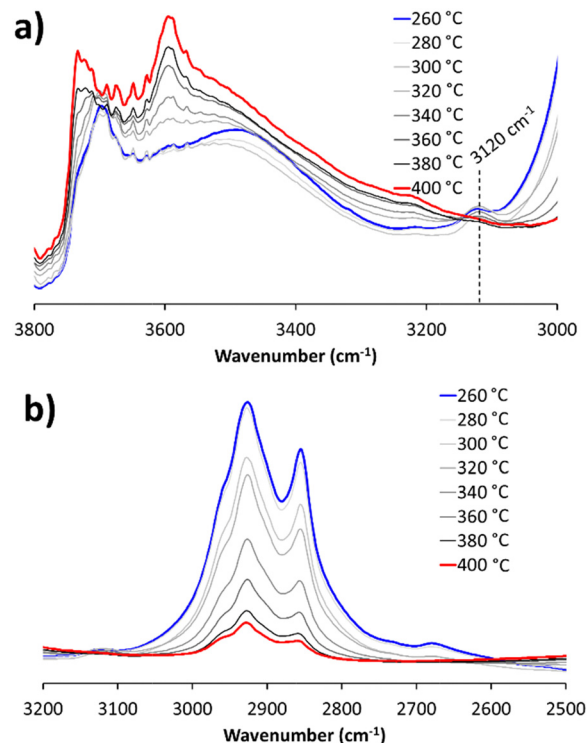 a)
260 °C
280 °C
300 °C
320 °C
340 °C
360 °C
380 °C
400 °C
3120 cm-1
3800 3600 3400 3200 3000
Wavenumber (cm-1)
b)
260 °C
280 °C
300 °C
320 °C
340 °C
360 °C
380 °C
400 °C
3200 3100 3000 2900 2800 2700 2600 2500
Wavenumber (cm-1)